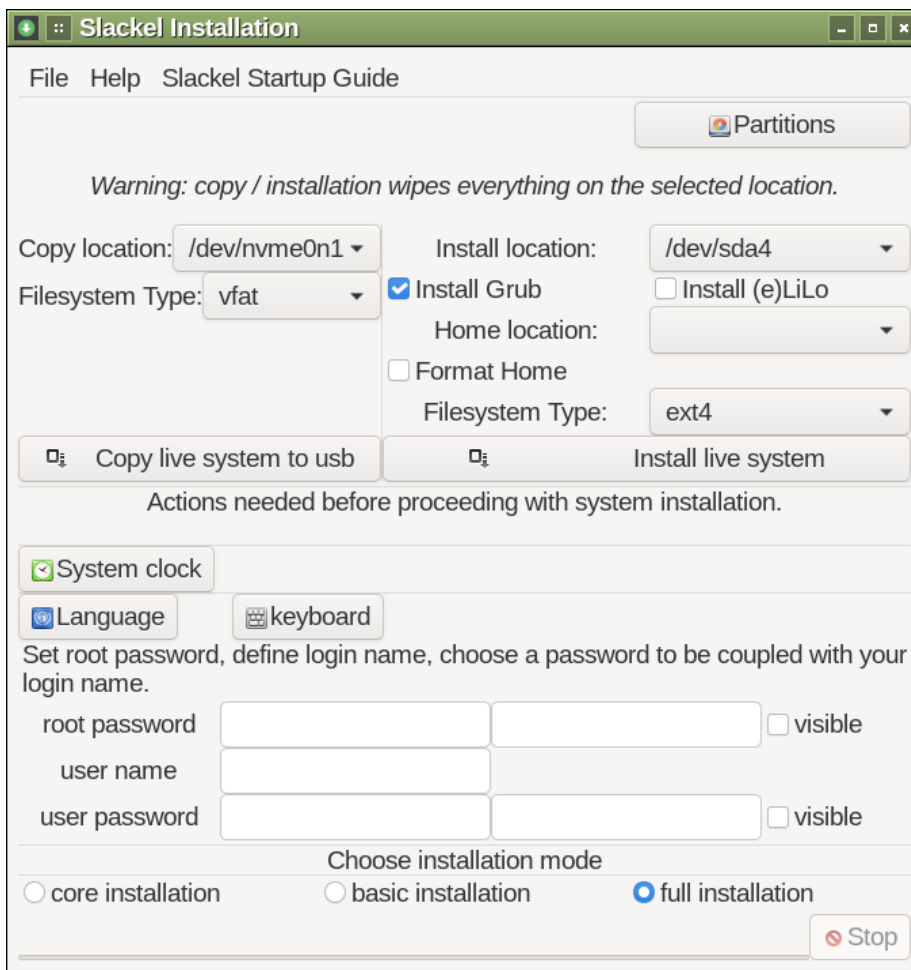 Slackel Installation
File Help Slackel Startup Guide
Partitions
Warning: copy / installation wipes everything on the selected location.
Copy location: /dev/nvme0n1 Install location: /dev/sda4
Filesystem Type: vfat Install Grub Install (e)LiLo
Home location:
Format Home
Filesystem Type: ext4
Copy live system to usb Install live system
Actions needed before proceeding with system installation.
System clock
Language keyboard
Set root password, define login name, choose a password to be coupled with your
login name.
root password visible
user name
user password visible
Choose installation mode
core installation basic installation full installation
Stop